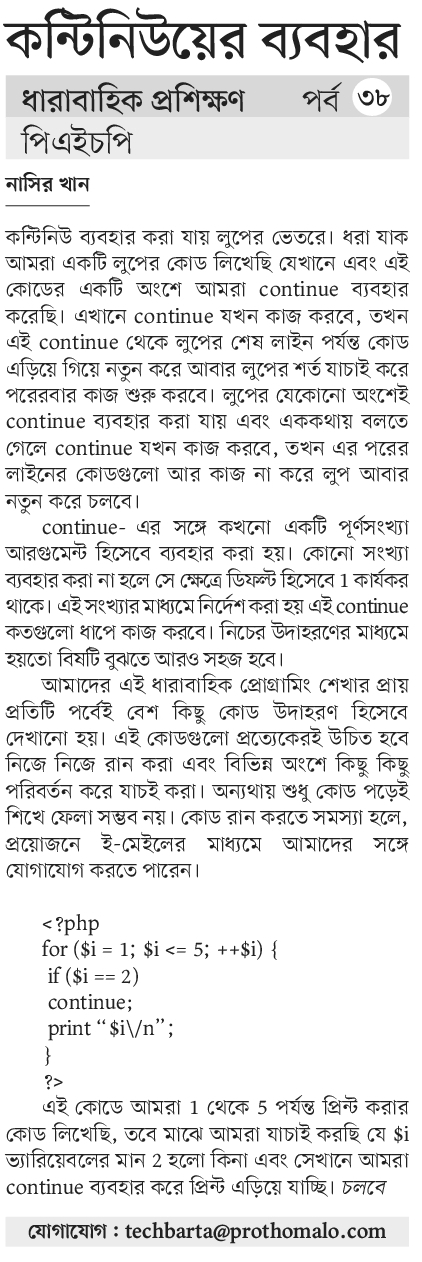 কন্টিনিউয়ের ব্যবহার
ধারাবাহিক প্রশিক্ষণ পর্ব ৩৮
পিএইচপি
নাসির খান
কন্টিনিউ ব্যবহার করা যায় লুপের ভেতরে। ধরা যাক
আমরা একটি লুপের কোড লিখেছি যেখানে এবং এই
কোডের একটি অংশে আমরা continue ব্যবহার
করেছি। এখানে continue যখন কাজ করবে, তখন
এই continue থেকে লুপের শেষ লাইন পর্যন্ত কোড
এড়িয়ে গিয়ে নতুন করে আবার লুপের শর্ত যাচাই করে
পরেরবার কাজ শুরু করবে। লুপের যেকোনো অংশেই
continue ব্যবহার করা যায় এবং এককথায় বলতে
গেলে continue যখন কাজ করবে, তখন এর পরের
লাইনের কোডগুলো আর কাজ না করে লুপ আবার
নতুন করে চলবে।
continue- এর সঙ্গে কখনো একটি পূর্ণসংখ্যা
আরগুমেন্ট হিসেবে ব্যবহার করা হয়। কোনো সংখ্যা
ব্যবহার করা না হলে সে ক্ষেত্রে ডিফল্ট হিসেবে 1 কার্যকর
থাকে। এই সংখ্যার মাধ্যমে নির্দেশ করা হয় এই continue
কতগুলো ধাপে কাজ করবে। নিচের উদাহরণের মাধ্যমে
হয়তো বিষটি বুঝতে আরও সহজ হবে।
আমাদের এই ধারাবাহিক প্রোগ্রামিং শেখার প্রায়
প্রতিটি পর্বেই বেশ কিছু কোড উদাহরণ হিসেবে
দেখানো হয়। এই কোডগুলো প্রত্যেকেরই উচিত হবে
নিজে নিজে রান করা এবং বিভিন্ন অংশে কিছু কিছু
পরিবর্তন করে যাচই করা। অন্যথায় শুধু কোড পড়েই
শিখে ফেলা সম্ভব নয়। কোড রান করতে সমস্যা হলে,
প্রয়োজনে ই-মেইলের মাধ্যমে আমাদের সঙ্গে
যোগাযোগ করতে পারেন।
<?php
for ($i = 1; $i <= 5; ++$i) {
if ($i == 2)
continue;
print “$i\/n”;
}
?>
এই কোডে আমরা 1 থেকে 5 পর্যন্ত প্রিন্ট করার
কোড লিখেছি, তবে মাঝে আমরা যাচাই করছি যে $i
ভ্যারিয়েবলের মান 2 হলো কিনা এবং সেখানে আমরা
continue ব্যবহার করে প্রিন্ট এড়িয়ে যাচ্ছি। চলবে
যোগাযোগ : techbarta@prothomalo.com